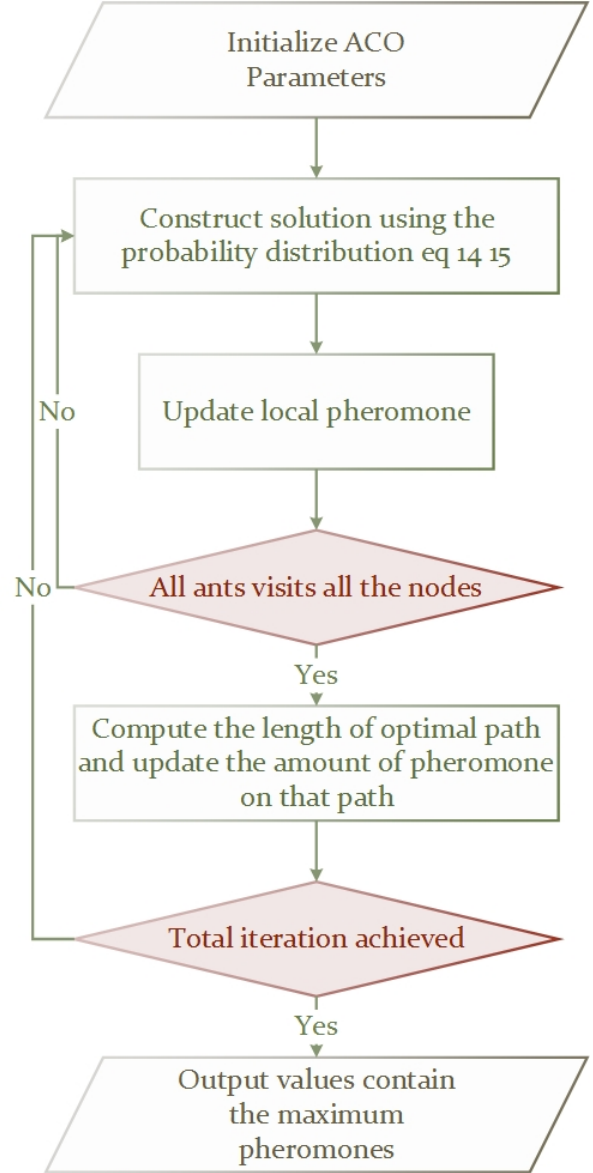 Initialize ACO
Parameters
Construct solution using the
probability distribution eq 14 15
No
Update local pheromone
No
All ants visits all the nodes
Yes
Compute the length of optimal path
and update the amount of pheromone
on that path
Total iteration achieved
Yes
Output values contain
the maximum
pheromones